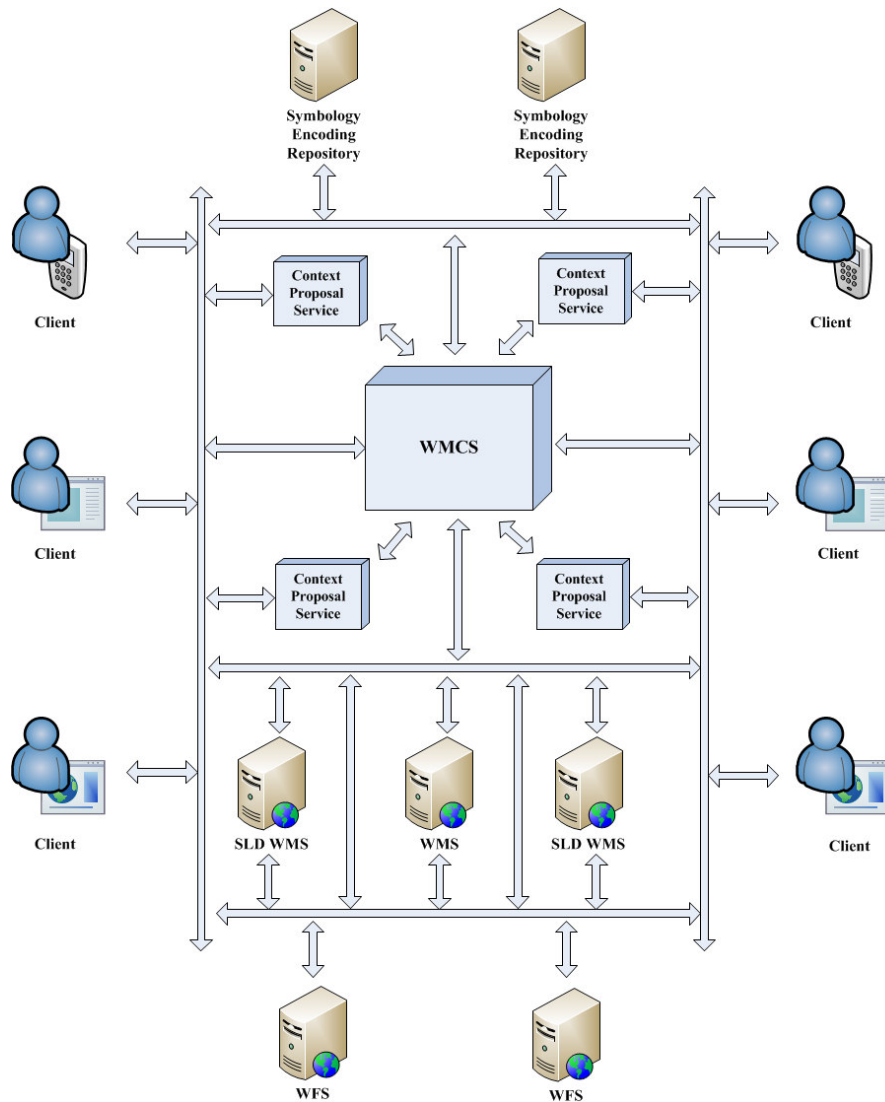 Symbology
Encoding
Repository
Symbology
Encoding
Repository
Client
Context
Proposal
Service
Context
Proposal
Service
Client
WMCS
Client
Client
Context
Proposal
Service
Context
Proposal
Service
Client
SLD WMS
WMS
SLD WMS
Client
WFS
WFS